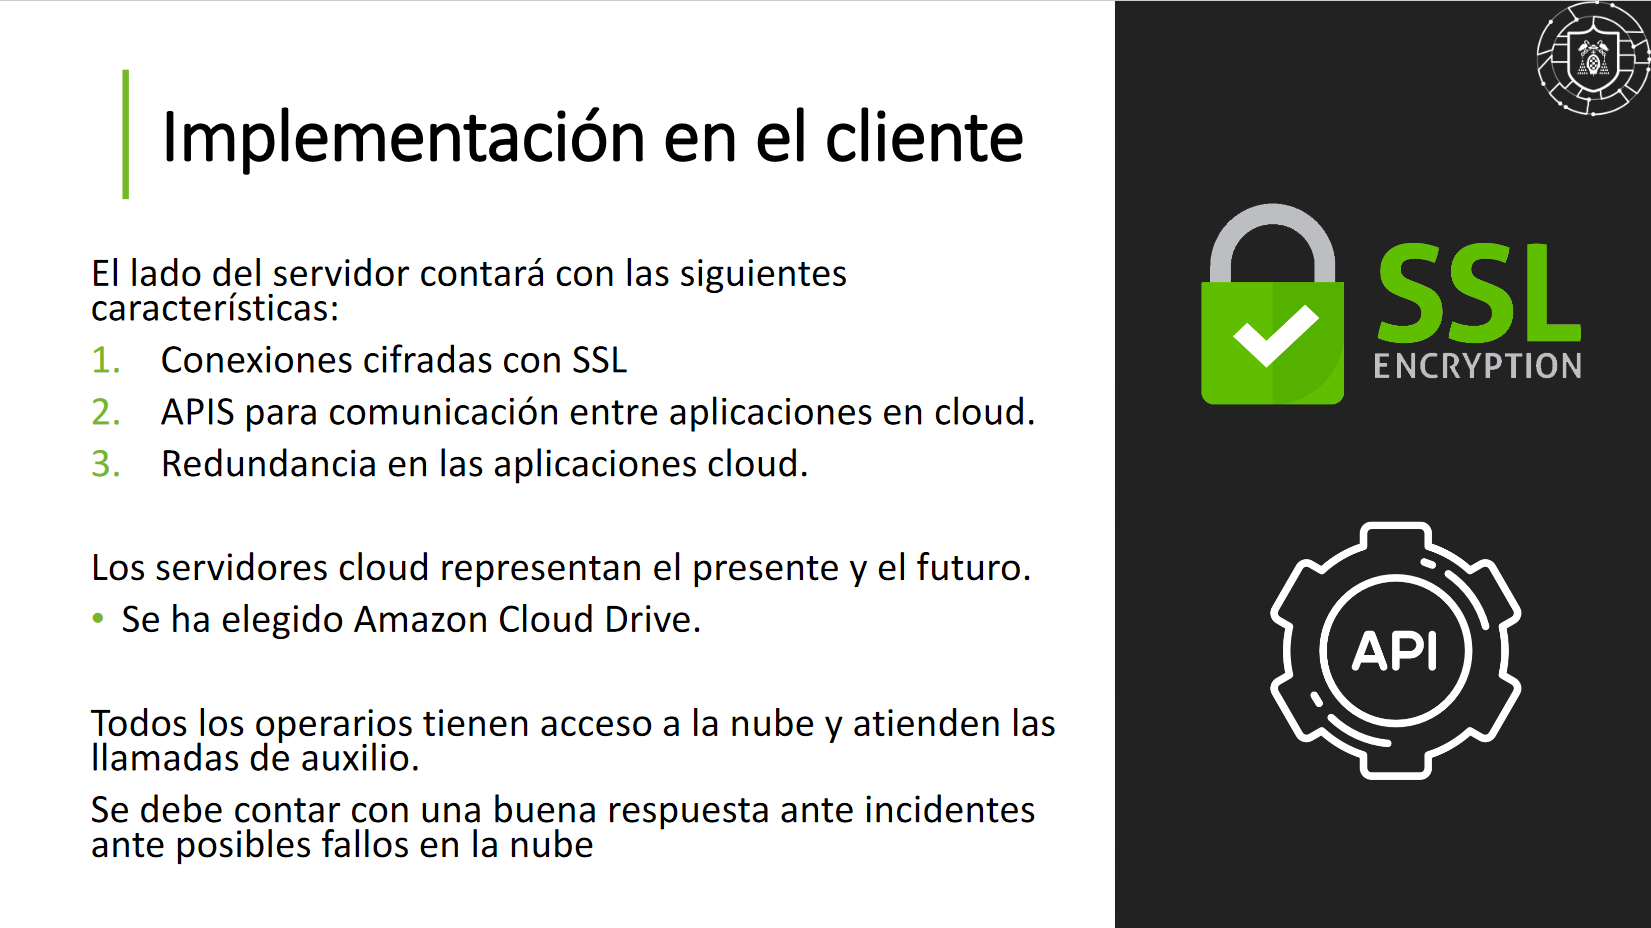 Implementación en el cliente
El lado del servidor contará con las siguientes
características:
1. Conexiones cifradas con SSL
2. APIS para comunicación entre aplicaciones en cloud.
3. Redundancia en las aplicaciones cloud.
Los servidores cloud representan el presente y el futuro.
• Se ha elegido Amazon Cloud Drive.
Todos los operarios tienen acceso a la nube y atienden las
llamadas de auxilio.
Se debe contar con una buena respuesta ante incidentes
ante posibles fallos en la nube
SSL
ENCRYPTION
API